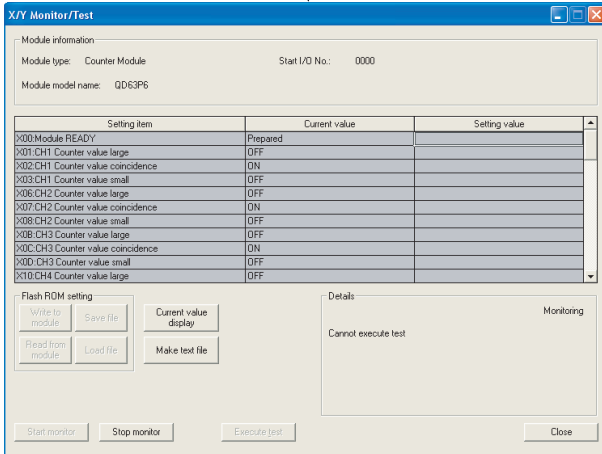 X/Y Monitor/Test
Module information
Module type: Counter Module Start I/O No.: 0000
Module model name: QD63P6
Setting item Current value Setting value
X00:Module READY Prepared
X01:CH1 Counter value large OFF
X02:CH1 Counter value coincidence ON
X03:CH1 Counter value small OFF
X06:CH2 Counter value large OFF
X07:CH2 Counter value coincidence ON
X08:CH2 Counter value small OFF
X0B:CH3 Counter value large OFF
X0C:CH3 Counter value coincidence ON
X0D:CH3 Counter value small OFF
X10:CH4 Counter value large OFF
Flash ROM setting
Write to
module
Save file
Current value
display
Read from
module
Load file
Make text file
Details
Monitoring
Cannot execute test
Start monitor Stop monitor Execute test Close